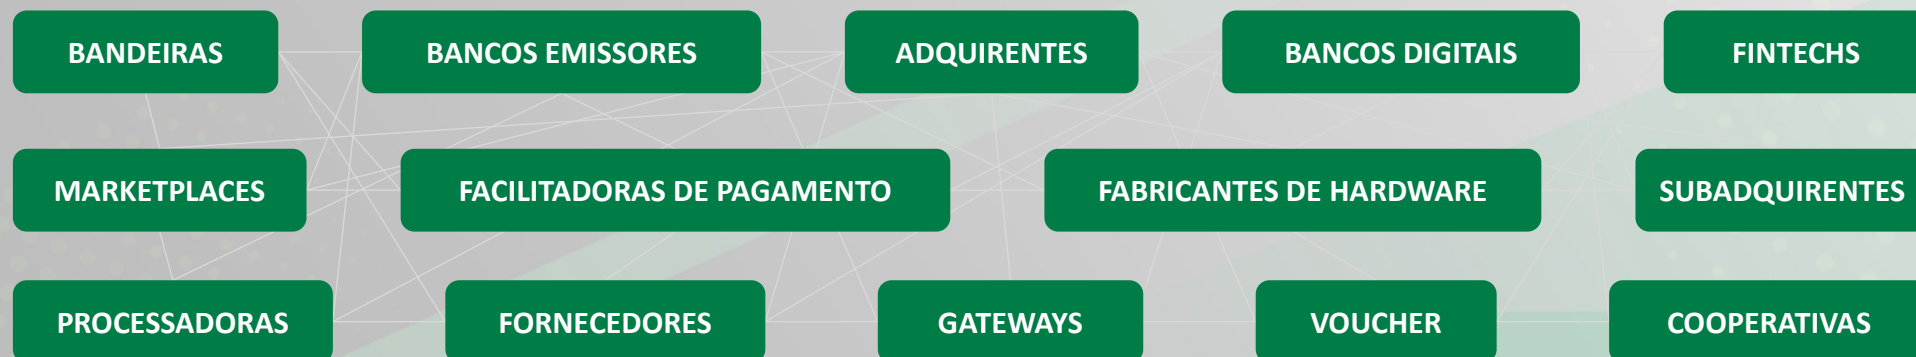 BANDEIRAS
BANCOS EMISSORES
ADQUIRENTES
BANCOS DIGITAIS
FINTECHS
MARKETPLACES
FACILITADORAS DE PAGAMENTO
FABRICANTES DE HARDWARE
SUBADQUIRENTES
PROCESSADORAS
FORNECEDORES
GATEWAYS
VOUCHER
COOPERATIVAS